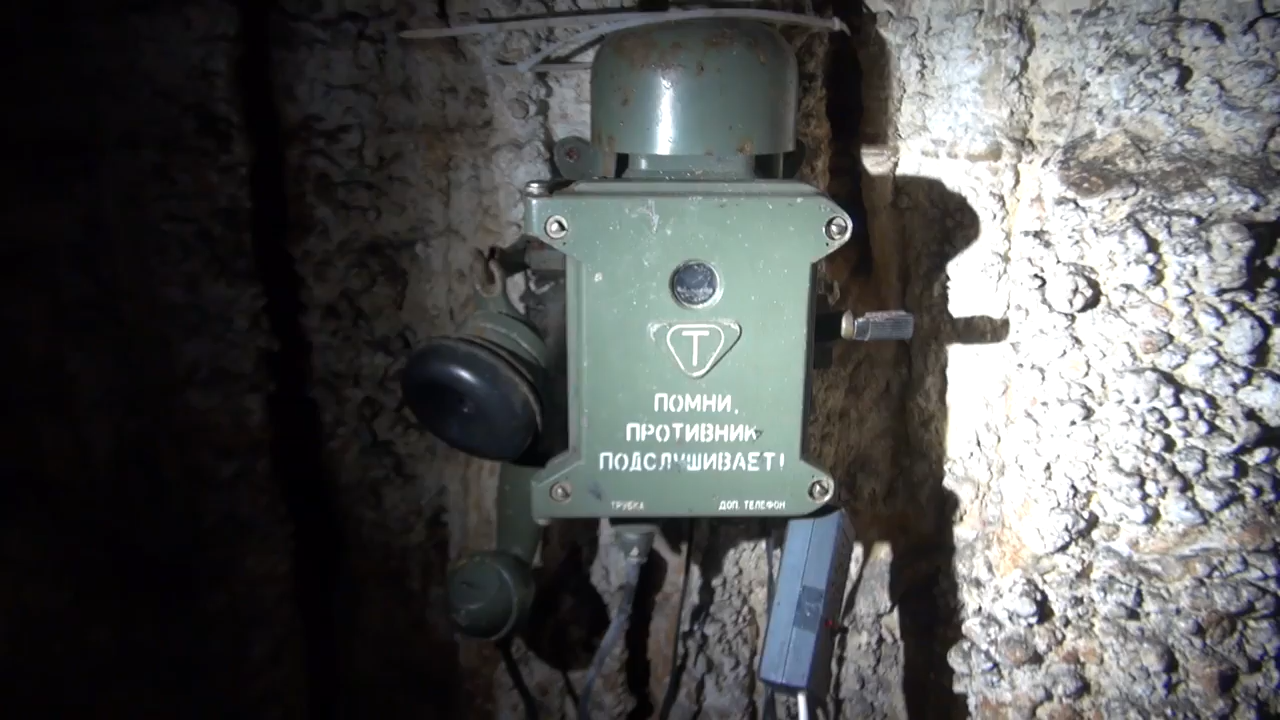 Т
ПОМНИ,
ПРОТИВНИК
ПОДСЛУШИВАЕТ!
ТРУБКА ДОП. ТЕЛЕФОН